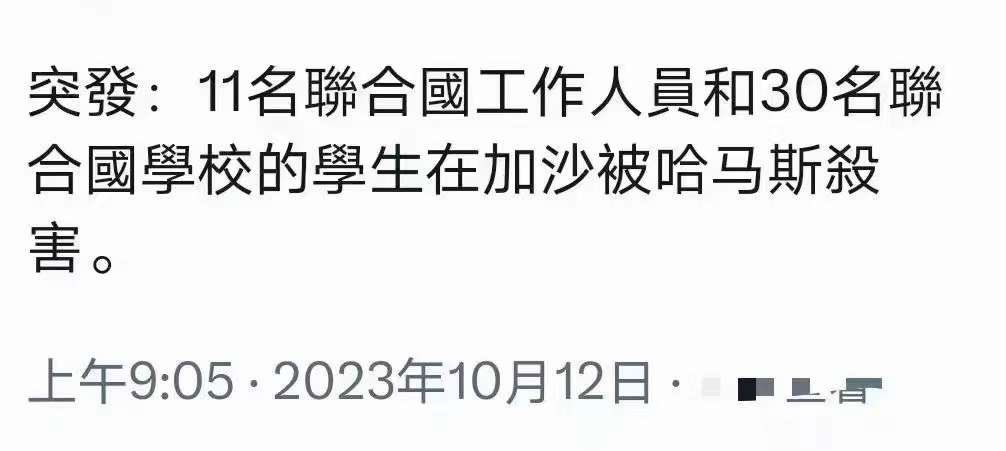 突發：11名聯合國工作人員和30名聯
合國學校的學生在加沙被哈马斯殺
害。
上午9:05 · 2023年10月12日 ·